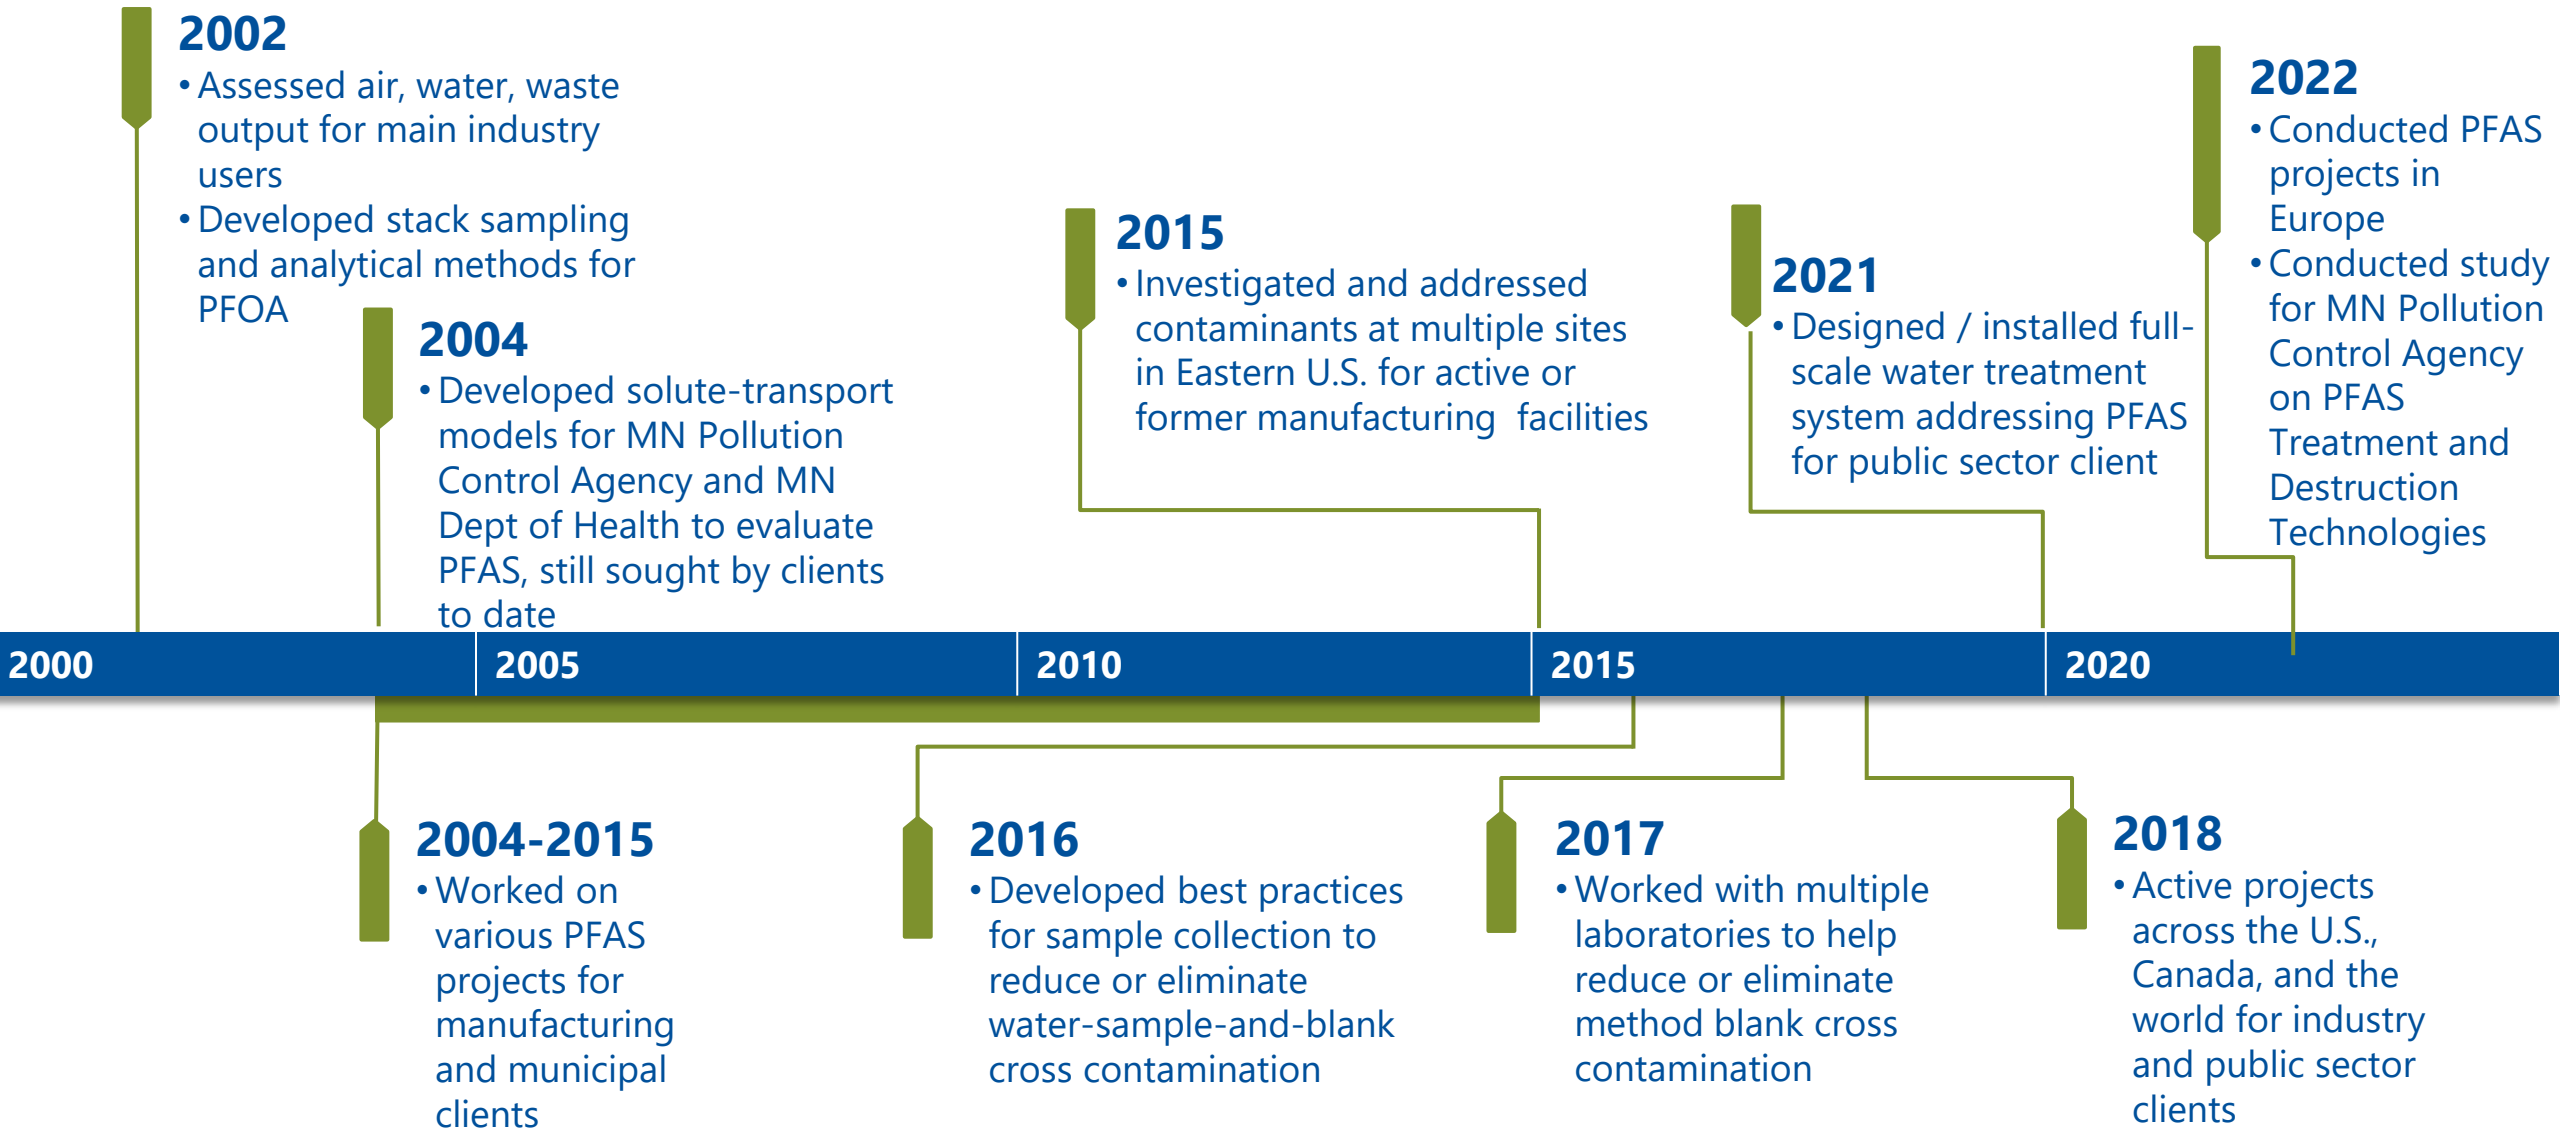 2002
• Assessed air, water, waste
output for main industry
users
• Developed stack sampling
and analytical methods for
PFOA
2004
• Developed solute-transport
models for MN Pollution
Control Agency and MN
Dept of Health to evaluate
PFAS, still sought by clients
to date
2015
• Investigated and addressed
contaminants at multiple sites
in Eastern U.S. for active or
former manufacturing facilities
2021
• Designed / installed full-
scale water treatment
system addressing PFAS
for public sector client
2022
• Conducted PFAS
projects in
Europe
• Conducted study
for MN Pollution
Control Agency
on PFAS
Treatment and
Destruction
Technologies
2000
2005
2010
2015
2020
2004-2015
• Worked on
various PFAS
projects for
manufacturing
and municipal
clients
2016
• Developed best practices
for sample collection to
reduce or eliminate
water-sample-and-blank
cross contamination
2017
• Worked with multiple
laboratories to help
reduce or eliminate
method blank cross
contamination
2018
• Active projects
across the U.S.,
Canada, and the
world for industry
and public sector
clients